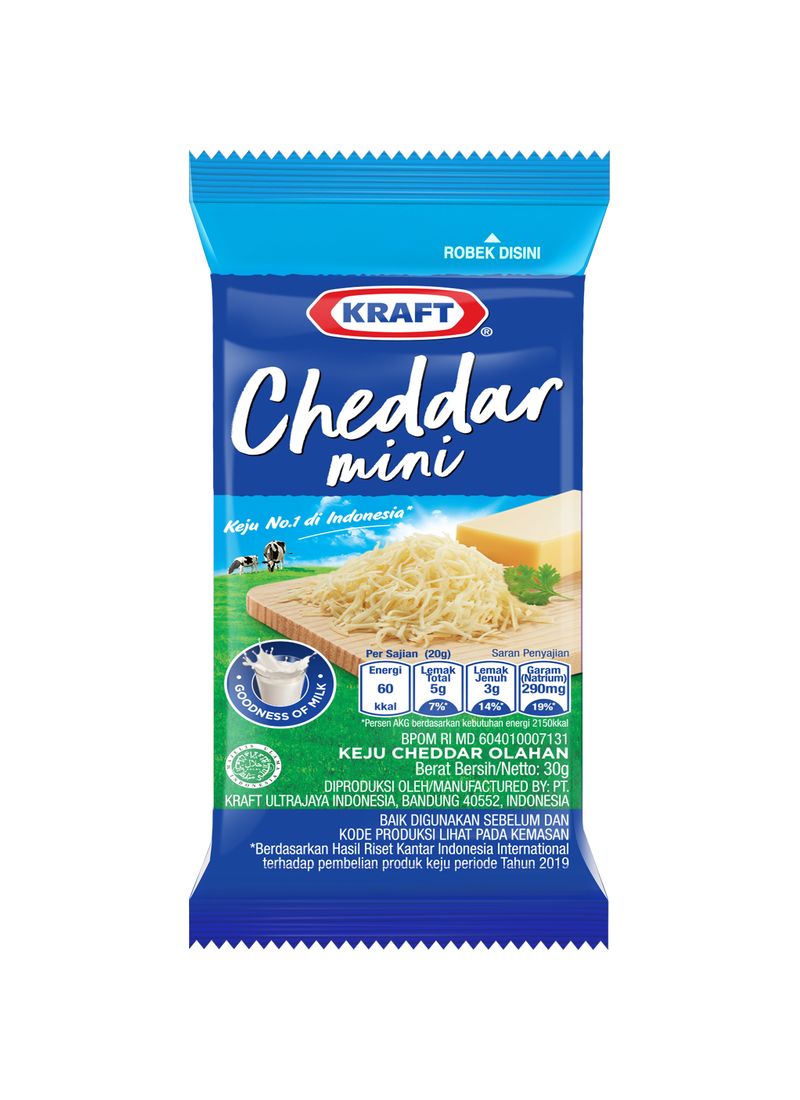 ROBEK DISINI
KRAFT®
Cheddar
mini
Keju No.1 di Indonesia*
Per Sajian (20g)
Saran Penyajian
Energi 60 kkal
Lemak Total 5g 7%*
Lemak Jenuh 3g 14%*
Garam (Natrium) 290mg 19%*
*Persen AKG berdasarkan kebutuhan energi 2150kkal
• GOODNESS OF MILK •
BPOM RI MD 604010007131
KEJU CHEDDAR OLAHAN
Berat Bersih/Netto: 30g
DIPRODUKSI OLEH/MANUFACTURED BY: PT.
KRAFT ULTRAJAYA INDONESIA, BANDUNG 40552, INDONESIA
MAJELIS ULAMA INDONESIA
BAIK DIGUNAKAN SEBELUM DAN
KODE PRODUKSI LIHAT PADA KEMASAN
*Berdasarkan Hasil Riset Kantar Indonesia International
terhadap pembelian produk keju periode Tahun 2019